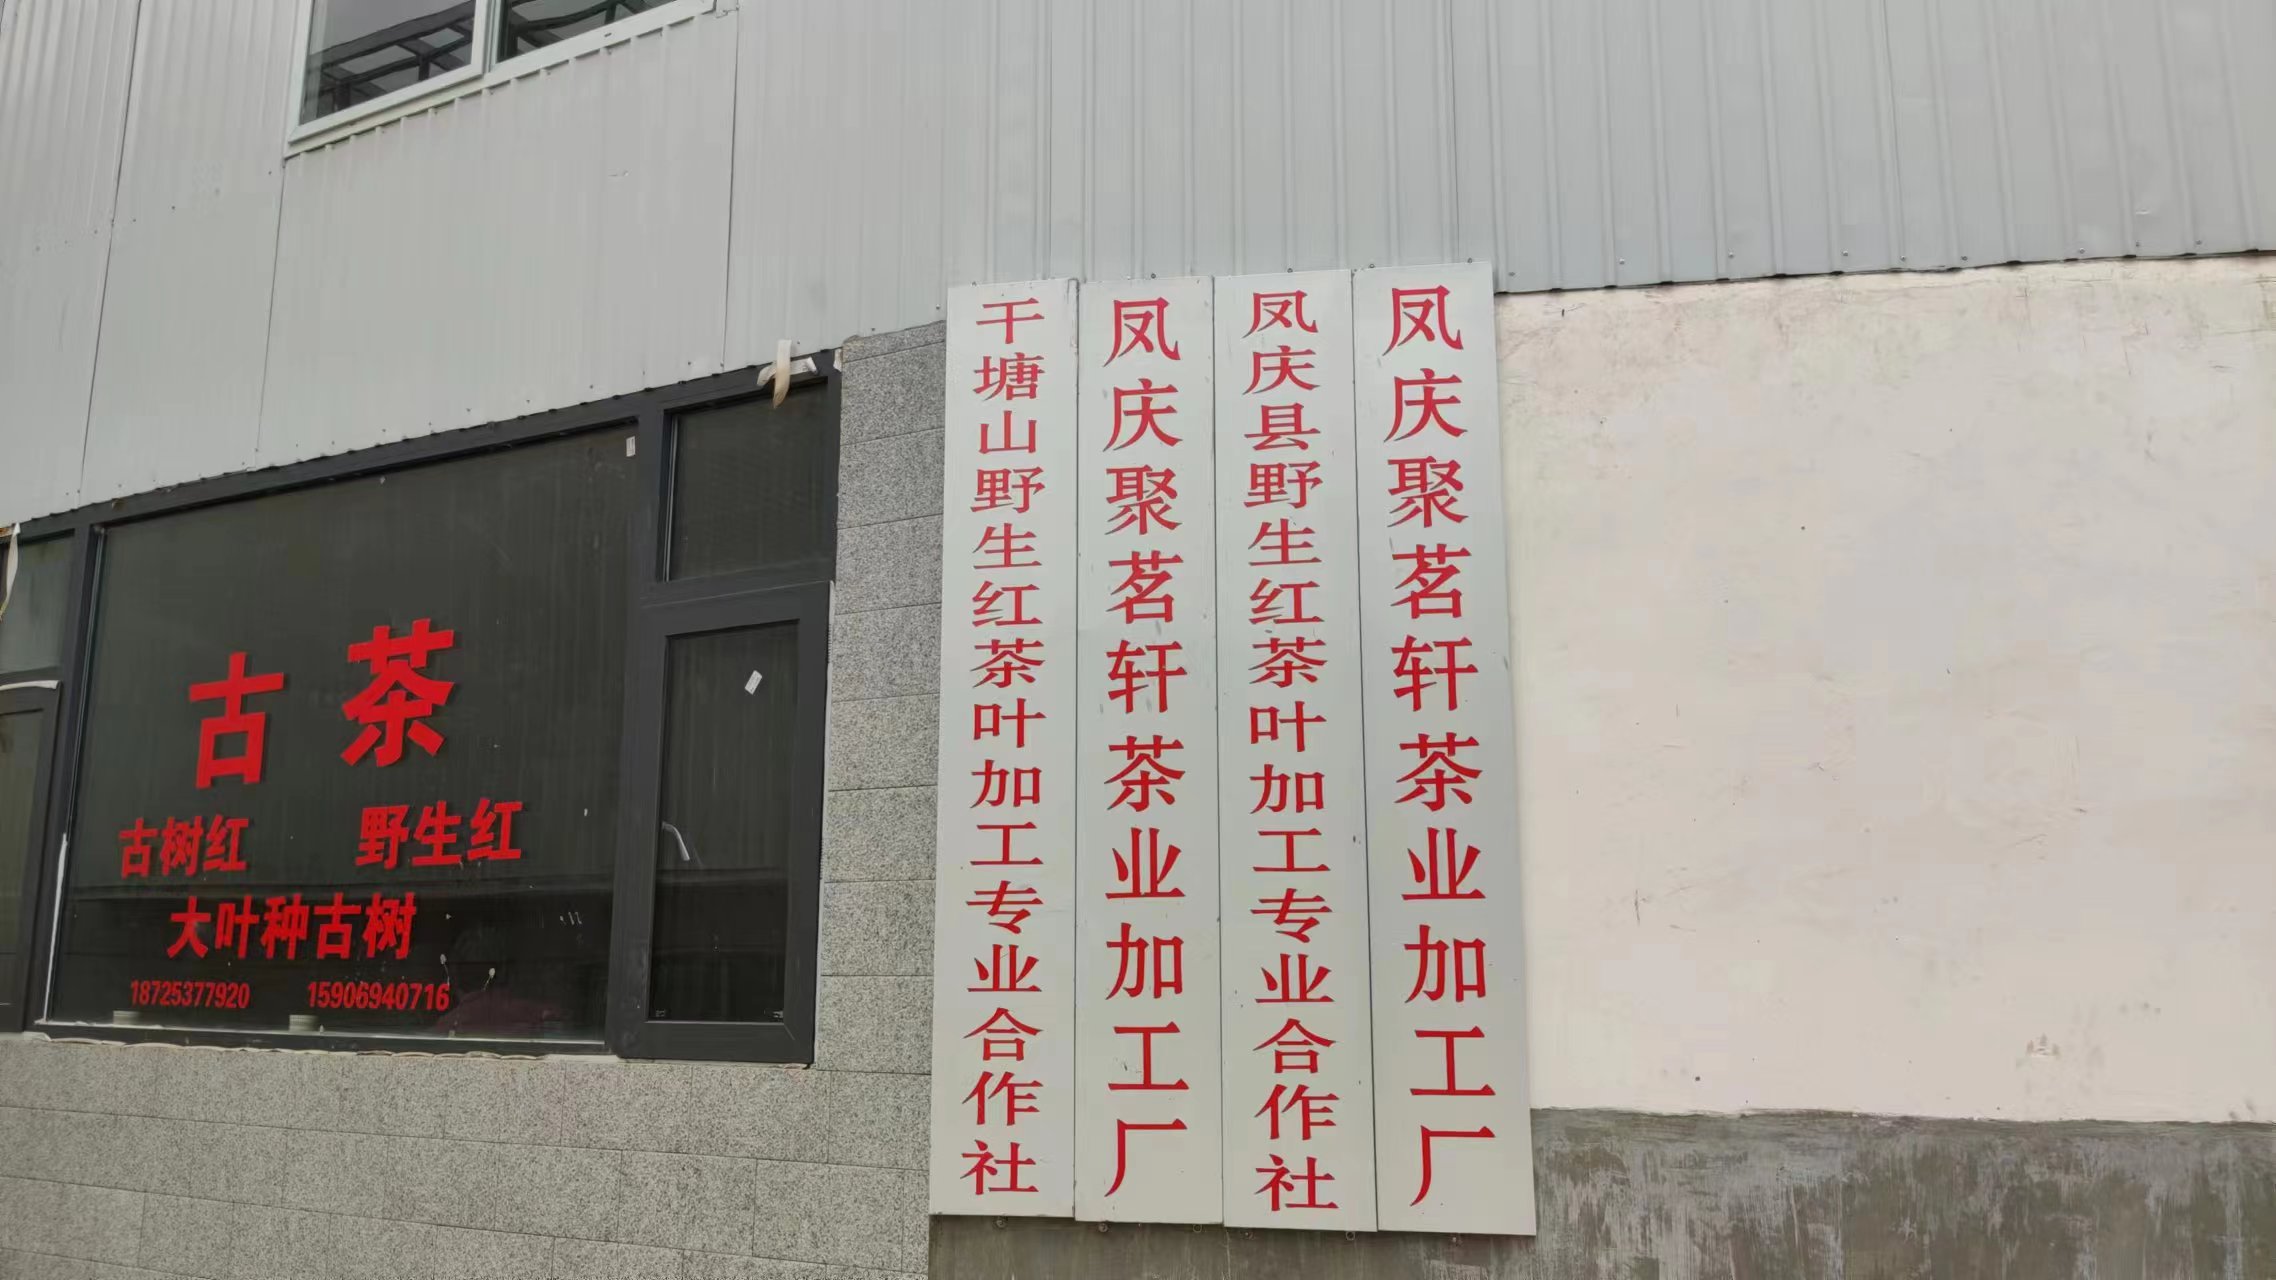 古茶
古树红 野生红
大叶种古树
18725377920 15906940716
干塘山野生红茶叶加工专业合作社
凤庆聚茗轩茶业加工厂
凤庆县野生红茶叶加工专业合作社
凤庆聚茗轩茶业加工厂